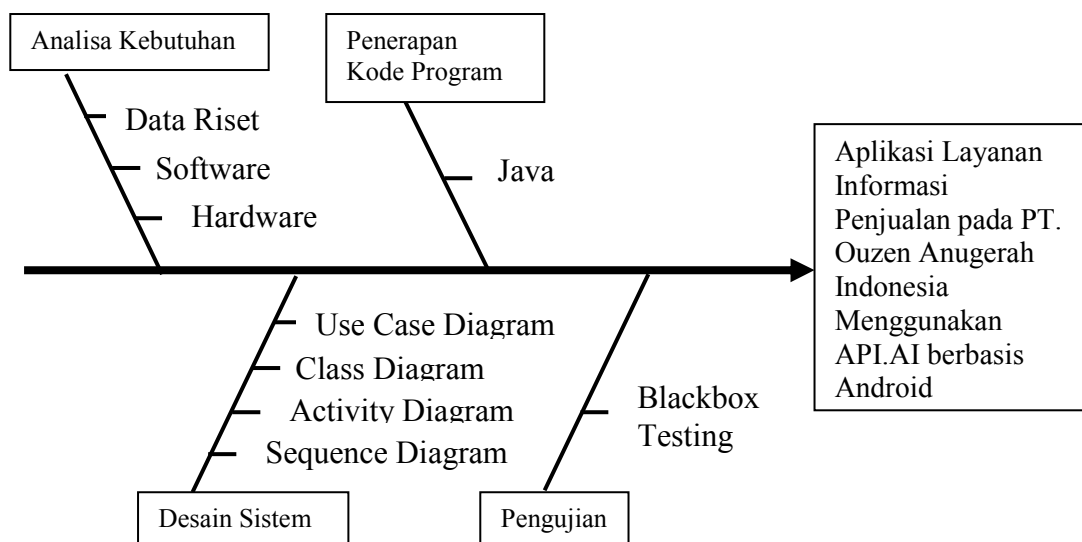 Analisa Kebutuhan
Data Riset
Software
Hardware
Penerapan
Kode Program
Java
Use Case Diagram
Class Diagram
Activity Diagram
Sequence Diagram
Desain Sistem
Blackbox
Testing
Pengujian
Aplikasi Layanan
Informasi
Penjualan pada PT.
Ouzen Anugerah
Indonesia
Menggunakan
API.AI berbasis
Android